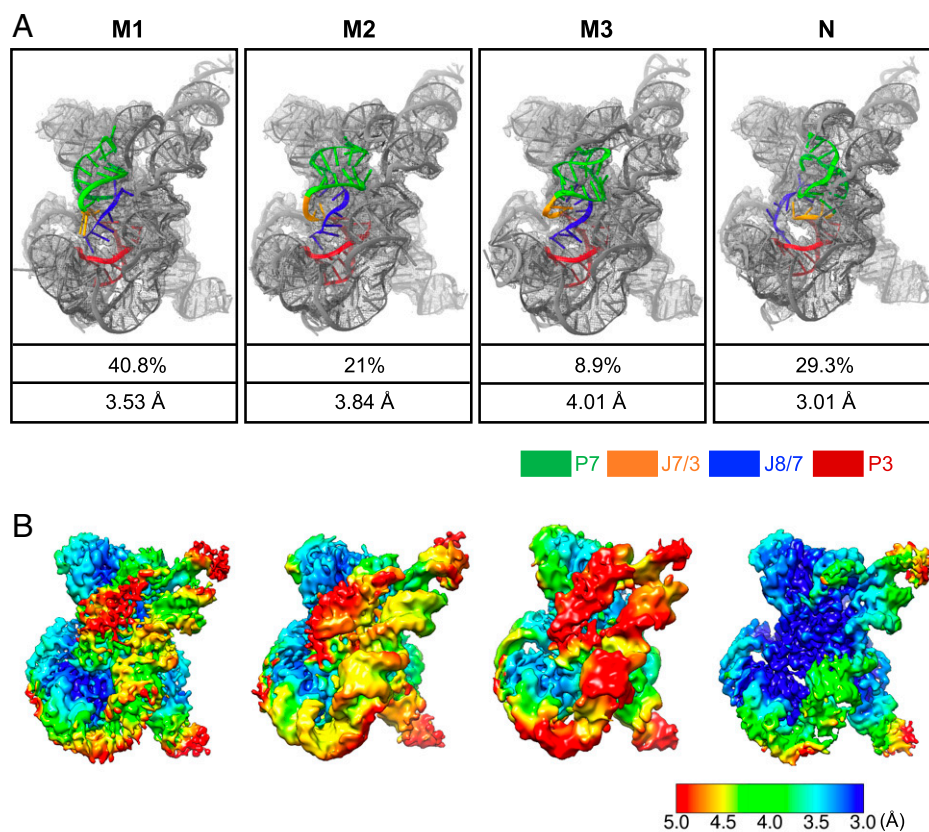 A
M1 M2 M3 N
40.8% 21% 8.9% 29.3%
3.53 Å 3.84 Å 4.01 Å 3.01 Å
P7 J7/3 J8/7 P3
B
5.0 4.5 4.0 3.5 3.0 (Å)